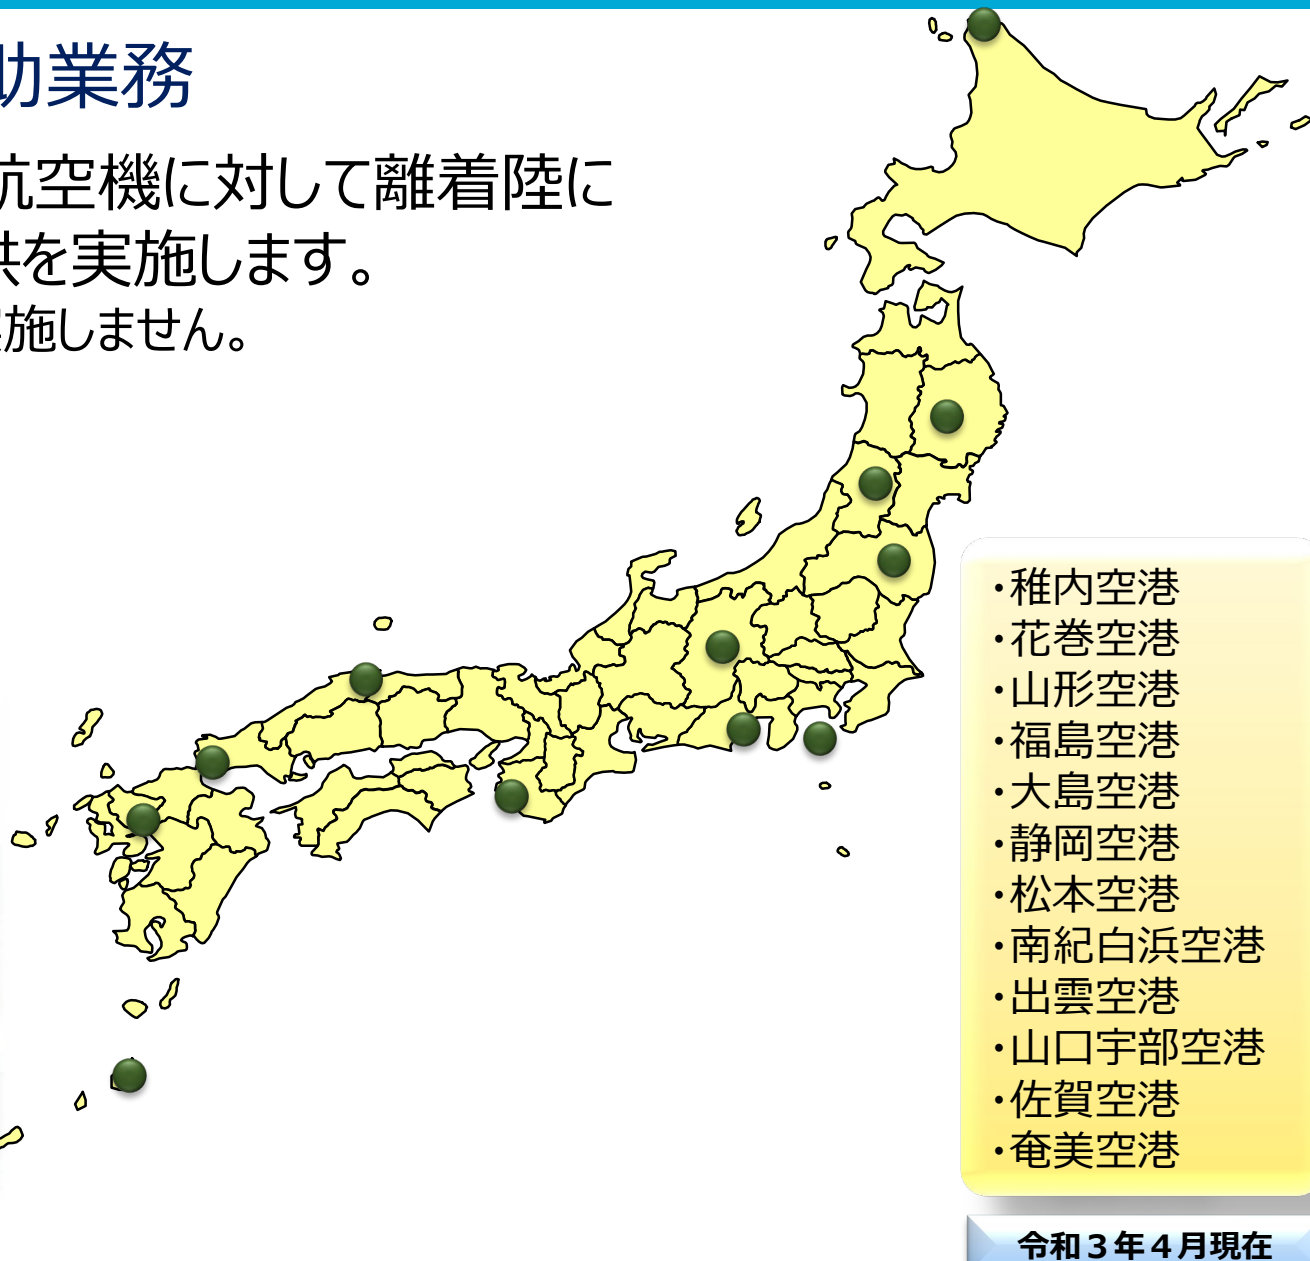 助業務
航空機に対して離着陸に
供を実施します。
実施しません。
・稚内空港
・花巻空港
・山形空港
・福島空港
・大島空港
・静岡空港
・松本空港
・南紀白浜空港
・出雲空港
・山口宇部空港
・佐賀空港
・奄美空港
令和３年４月現在